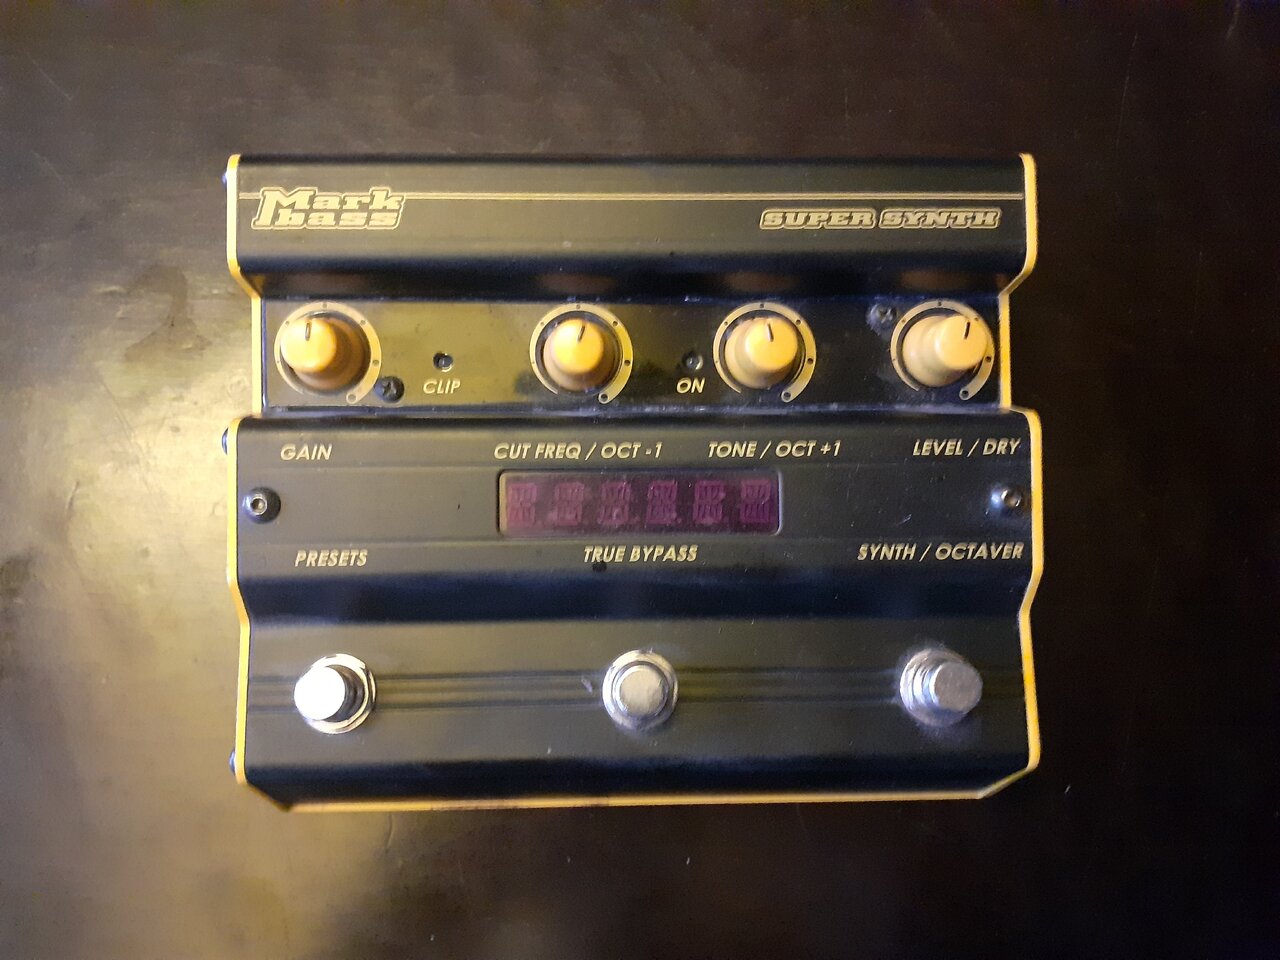 Mark
bass
SUPER SYNTH
CLIP
ON
GAIN
CUT FREQ / OCT -1
TONE / OCT +1
LEVEL / DRY
PRESETS
TRUE BYPASS
SYNTH / OCTAVER